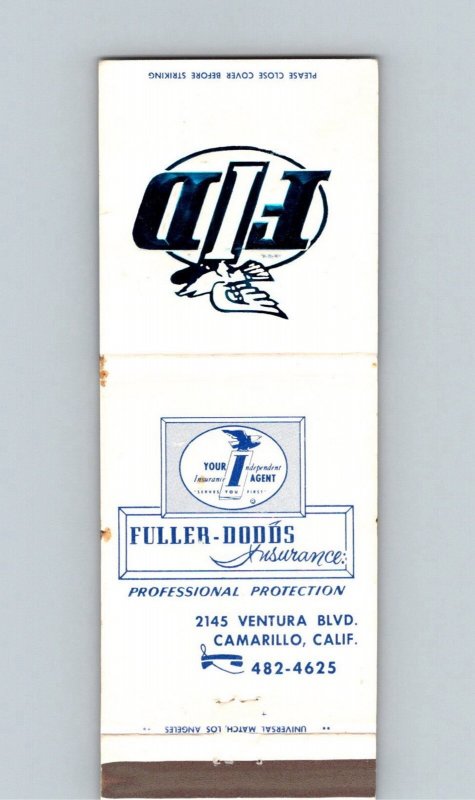 PLEASE CLOSE COVER BEFORE STRIKING
FID
YOUR Independent
Insurance AGENT
SERVES YOU FIRST
FULLER-DODDS
Insurance
PROFESSIONAL PROTECTION
2145 VENTURA BLVD.
CAMARILLO, CALIF.
482-4625
UNIVERSAL MATCH, LOS ANGELES